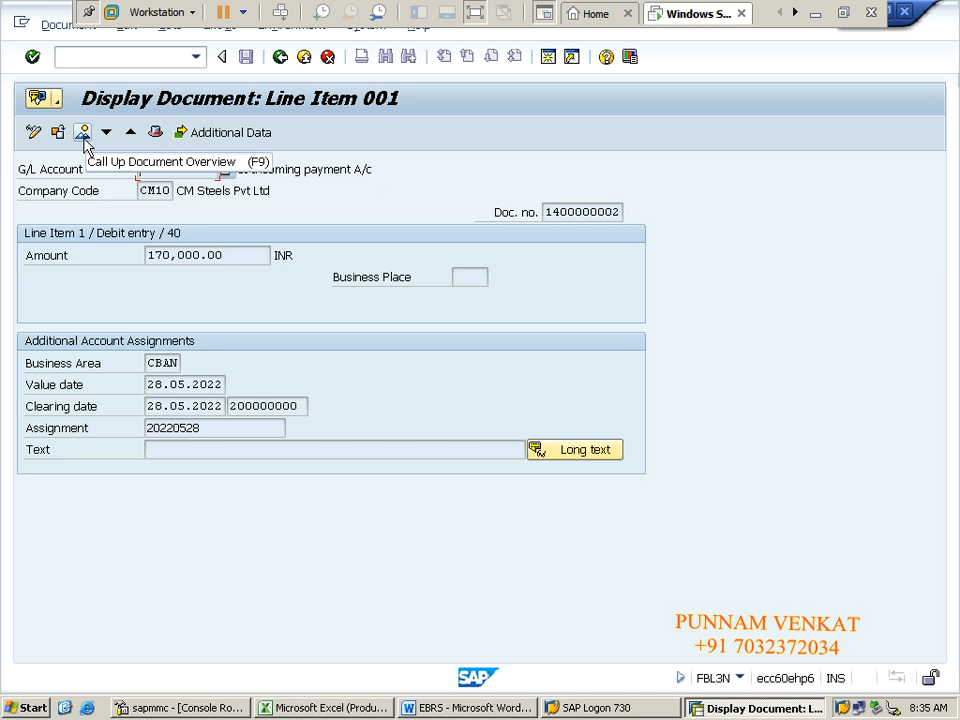 Workstation
Home
Windows S...
Display Document: Line Item 001
Additional Data
Call Up Document Overview (F9)
G/L Account
coming payment A/c
Company Code CM10 CM Steels Pvt Ltd
Doc. no. 1400000002
Line Item 1 / Debit entry / 40
Amount 170,000.00 INR
Business Place
Additional Account Assignments
Business Area CBAN
Value date 28.05.2022
Clearing date 28.05.2022 200000000
Assignment 20220528
Text
Long text
PUNNAM VENKAT
+91 7032372034
SAP
FBL3N ecc60ehp6 INS
Start sapmmc - [Console Ro... Microsoft Excel (Produ... EBRS - Microsoft Word... SAP Logon 730 Display Document: L... 8:35 AM